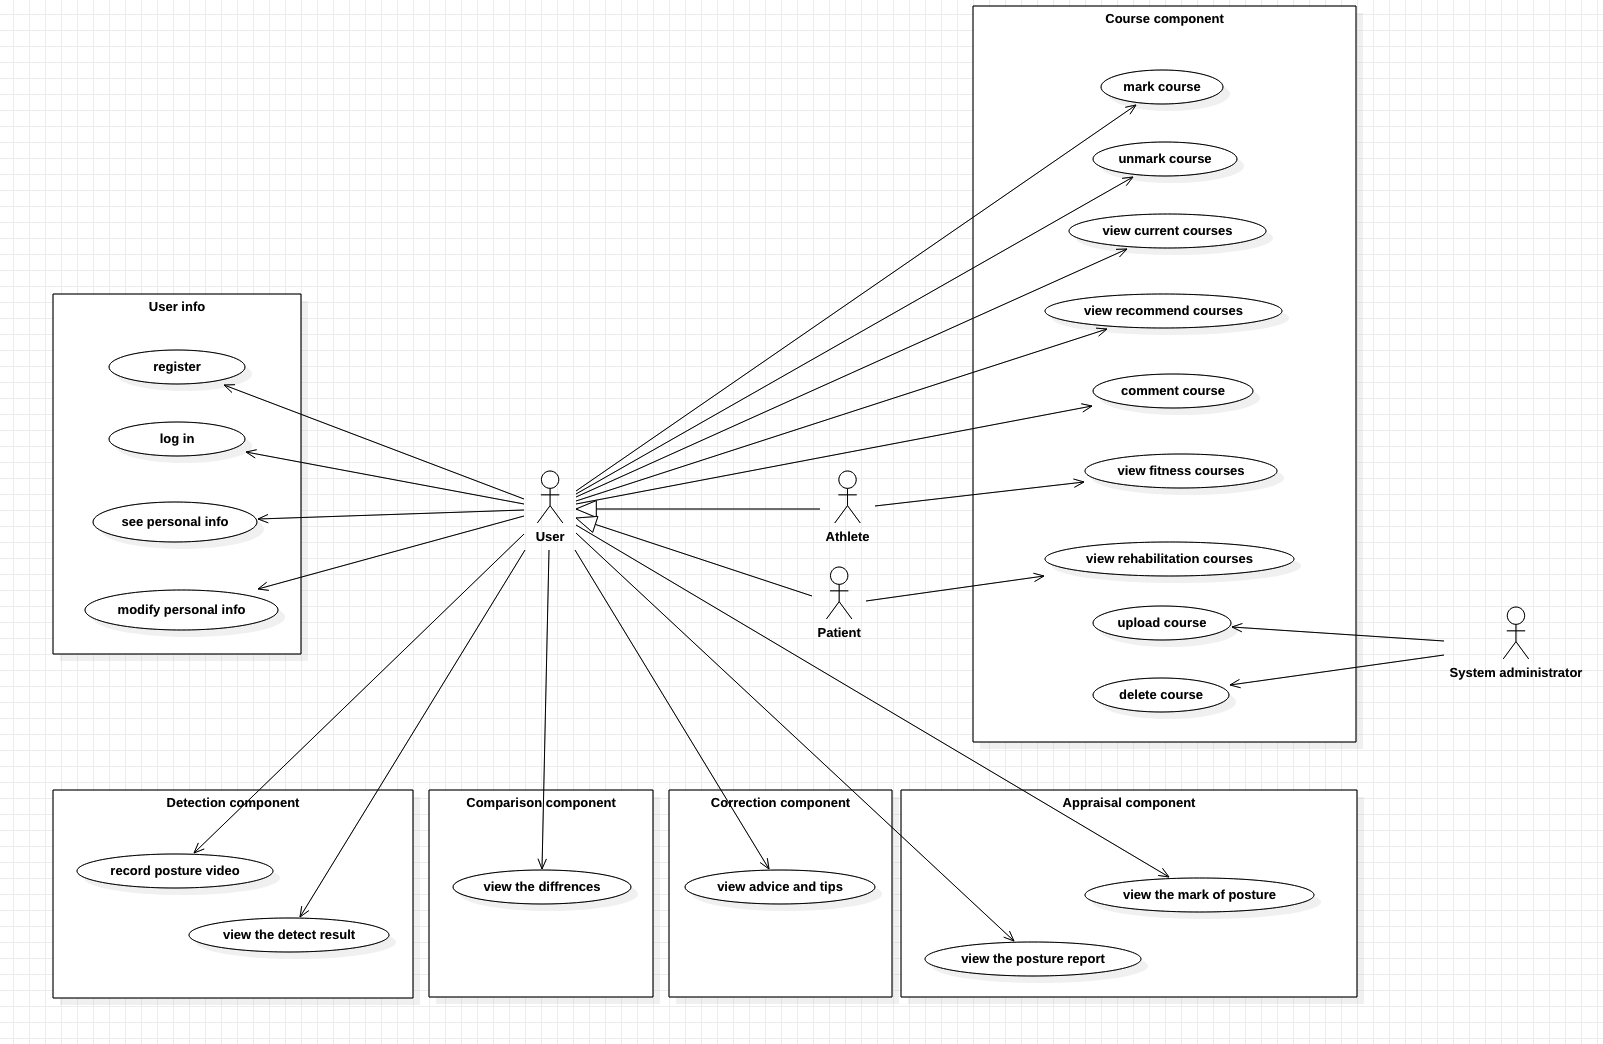 Course component
mark course
unmark course
view current courses
view recommend courses
comment course
view fitness courses
view rehabilitation courses
upload course
delete course
User info
register
log in
see personal info
modify personal info
User
Athlete
Patient
System administrator
Detection component
record posture video
view the detect result
Comparison component
view the diffrences
Correction component
view advice and tips
Appraisal component
view the mark of posture
view the posture report